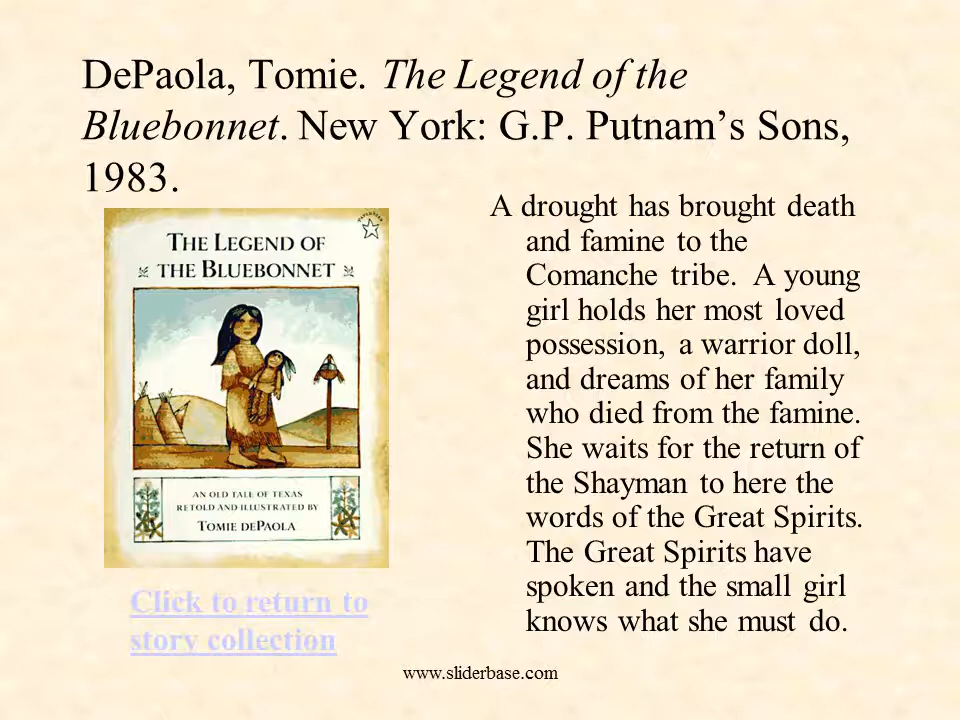 DePaola, Tomie. The Legend of the
Bluebonnet. New York: G.P. Putnam’s Sons,
1983.
THE LEGEND OF
THE BLUEBONNET
AN OLD TALE OF TEXAS
RETOLD AND ILLUSTRATED BY
TOMIE DEPAOLA
Click to return to
story collection
A drought has brought death
and famine to the
Comanche tribe.  A young
girl holds her most loved
possession, a warrior doll,
and dreams of her family
who died from the famine.
She waits for the return of
the Shayman to here the
words of the Great Spirits.
The Great Spirits have
spoken and the small girl
knows what she must do.
www.sliderbase.com